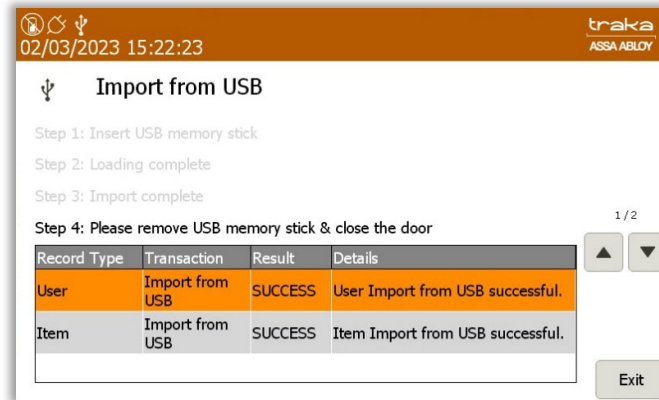 traka
02/03/2023 15:22:23
ASSA ABLOY
Import from USB
Step 1: Insert USB memory stick
Step 2: Loading complete
Step 3: Import complete
1/2
Step 4: Please remove USB memory stick & close the door
Record Type Transaction Result Details
User Import from USB SUCCESS User Import from USB successful.
Item Import from USB SUCCESS Item Import from USB successful.
Exit